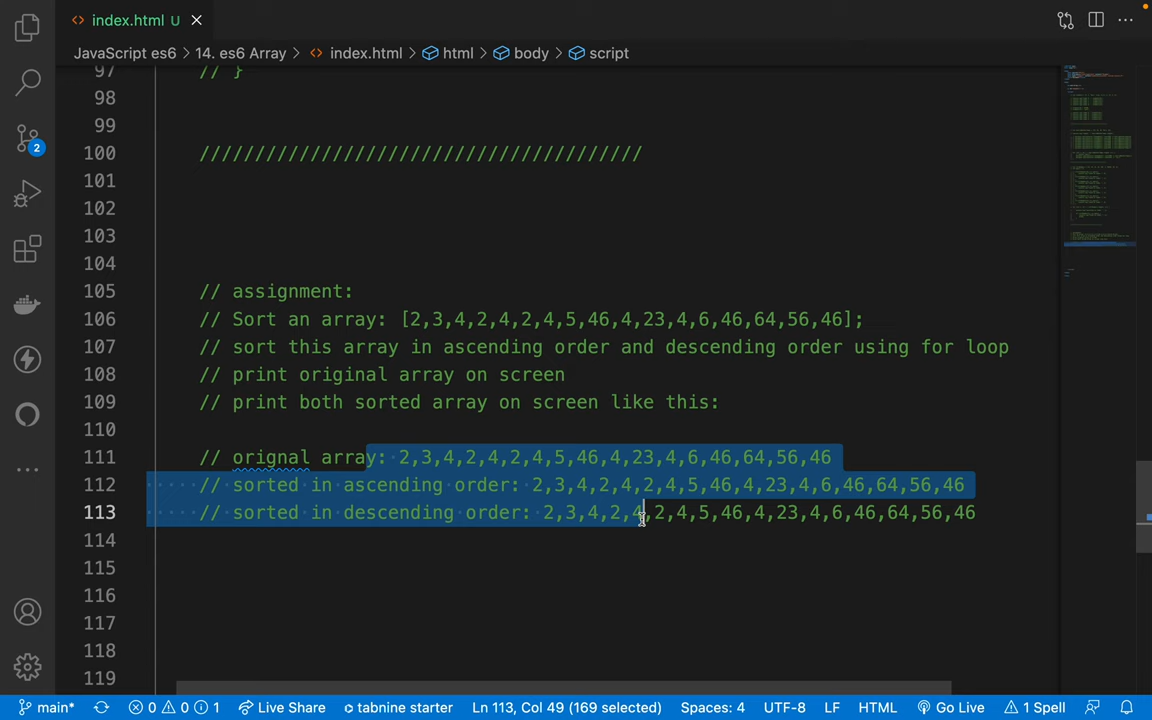 index.html U
JavaScript es6 > 14. es6 Array > index.html > html > body > script
97 // }
98
99
100 ////////////////////////////////////////
101
102
103
104
105 // assignment:
106 // Sort an array: [2,3,4,2,4,2,4,5,46,4,23,4,6,46,64,56,46];
107 // sort this array in ascending order and descending order using for loop
108 // print original array on screen
109 // print both sorted array on screen like this:
110
111 // orignal array: 2,3,4,2,4,2,4,5,46,4,23,4,6,46,64,56,46
112 // sorted in ascending order: 2,3,4,2,4,2,4,5,46,4,23,4,6,46,64,56,46
113 // sorted in descending order: 2,3,4,2,4,2,4,5,46,4,23,4,6,46,64,56,46
114
115
116
117
118
119
2
main* 0 0 1 Live Share tabnine starter Ln 113, Col 49 (169 selected) Spaces: 4 UTF-8 LF HTML Go Live 1 Spell